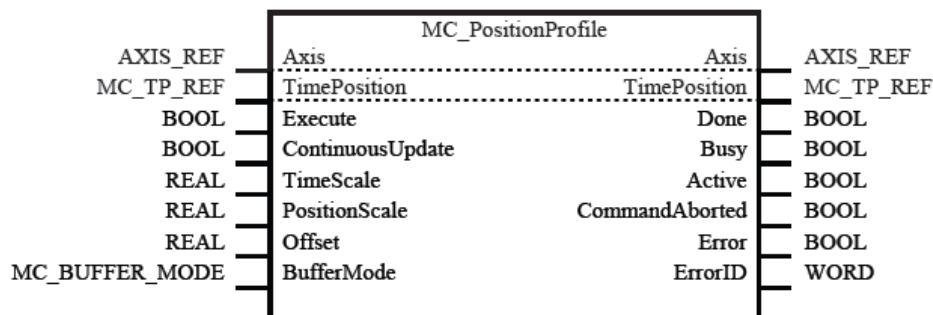 MC_PositionProfile
AXIS_REF Axis Axis AXIS_REF
MC_TP_REF TimePosition TimePosition MC_TP_REF
BOOL Execute Done BOOL
BOOL ContinuousUpdate Busy BOOL
REAL TimeScale Active BOOL
REAL PositionScale CommandAborted BOOL
REAL Offset Error BOOL
MC_BUFFER_MODE BufferMode ErrorID WORD